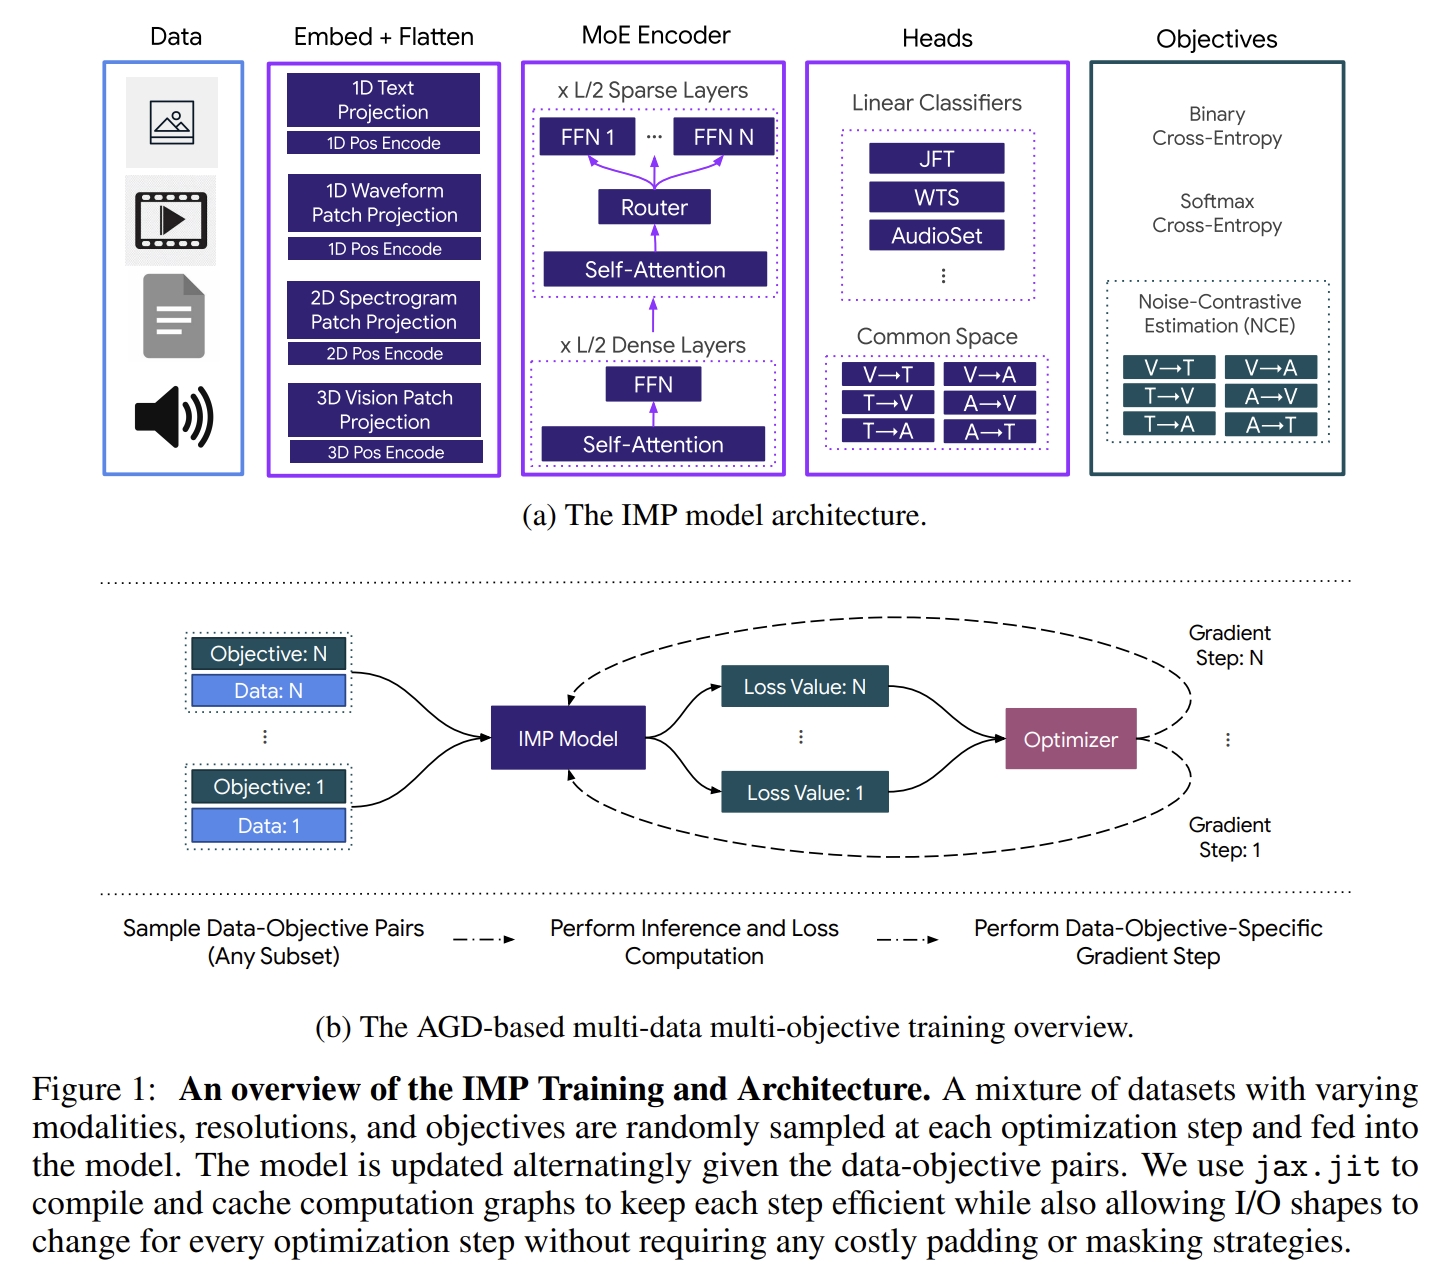 Data
Embed + Flatten
MoE Encoder
Heads
Objectives
1D Text
Projection
1D Pos Encode
1D Waveform
Patch Projection
1D Pos Encode
2D Spectrogram
Patch Projection
2D Pos Encode
3D Vision Patch
Projection
3D Pos Encode
x L/2 Sparse Layers
FFN 1 ... FFN N
Router
Self-Attention
x L/2 Dense Layers
FFN
Self-Attention
Linear Classifiers
JFT
WTS
AudioSet
⋮
Common Space
V→T V→A
T→V A→V
T→A A→T
Binary
Cross-Entropy
Softmax
Cross-Entropy
Noise-Contrastive
Estimation (NCE)
V→T V→A
T→V A→V
T→A A→T
(a) The IMP model architecture.
Objective: N
Data: N
⋮
Objective: 1
Data: 1
IMP Model
Loss Value: N
⋮
Loss Value: 1
Optimizer
Gradient
Step: N
⋮
Gradient
Step: 1
Sample Data-Objective Pairs
(Any Subset)
Perform Inference and Loss
Computation
Perform Data-Objective-Specific
Gradient Step
(b) The AGD-based multi-data multi-objective training overview.
Figure 1: An overview of the IMP Training and Architecture. A mixture of datasets with varying
modalities, resolutions, and objectives are randomly sampled at each optimization step and fed into
the model. The model is updated alternatingly given the data-objective pairs. We use jax.jit to
compile and cache computation graphs to keep each step efficient while also allowing I/O shapes to
change for every optimization step without requiring any costly padding or masking strategies.